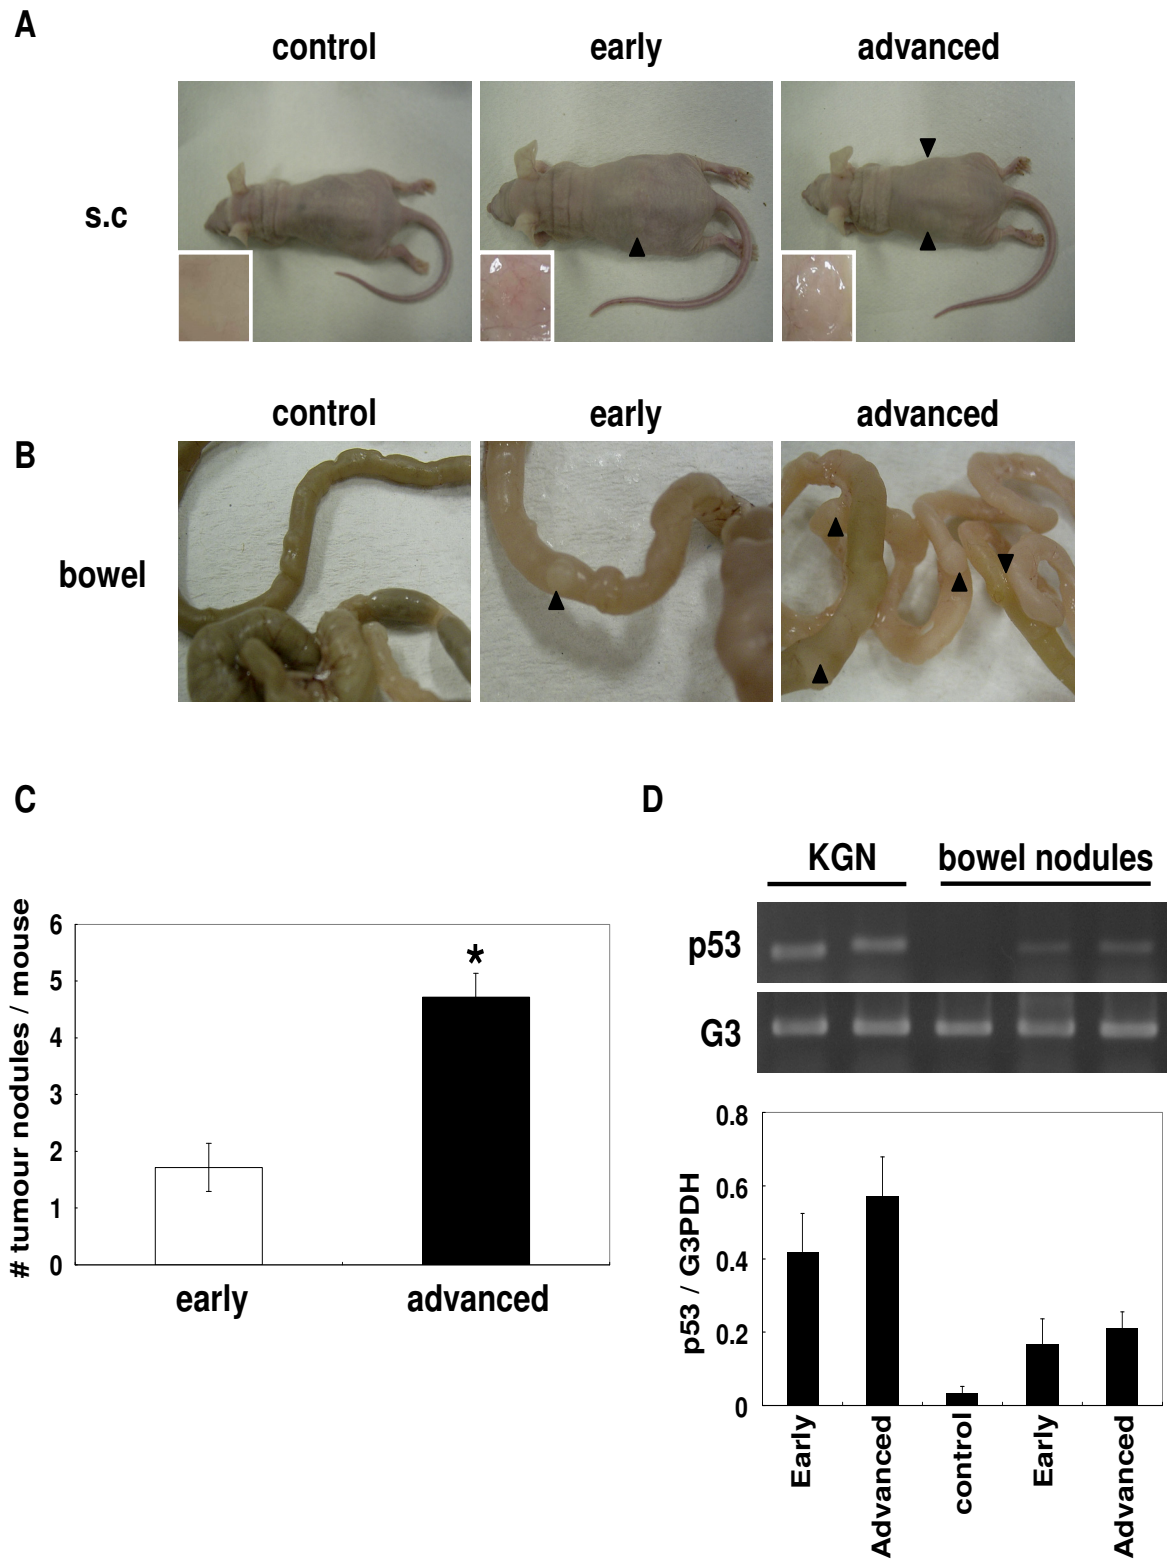 A
control early advanced
s.c
control early advanced
B
bowel
C
# tumour nodules / mouse
6
5
4
3
2
1
0
*
early advanced
D
KGN bowel nodules
p53
G3
p53 / G3PDH
0.8
0.6
0.4
0.2
0
Early
Advanced
control
Early
Advanced